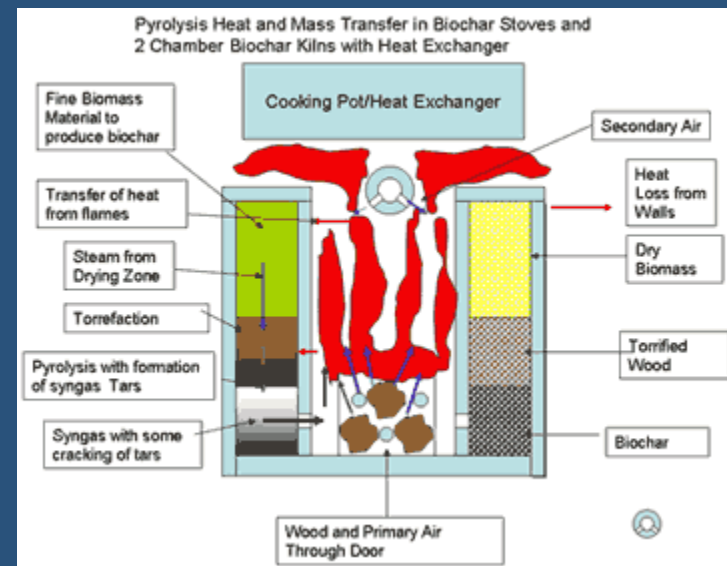 Pyrolysis Heat and Mass Transfer in Biochar Stoves and
2 Chamber Biochar Kilns with Heat Exchanger
Cooking Pot/Heat Exchanger
Fine Biomass
Material to
produce biochar
Transfer of heat
from flames
Steam from
Drying Zone
Torrefaction
Pyrolysis with formation
of syngas Tars
Syngas with some
cracking of tars
Secondary Air
Heat
Loss from
Walls
Dry
Biomass
Torrified
Wood
Biochar
Wood and Primary Air
Through Door